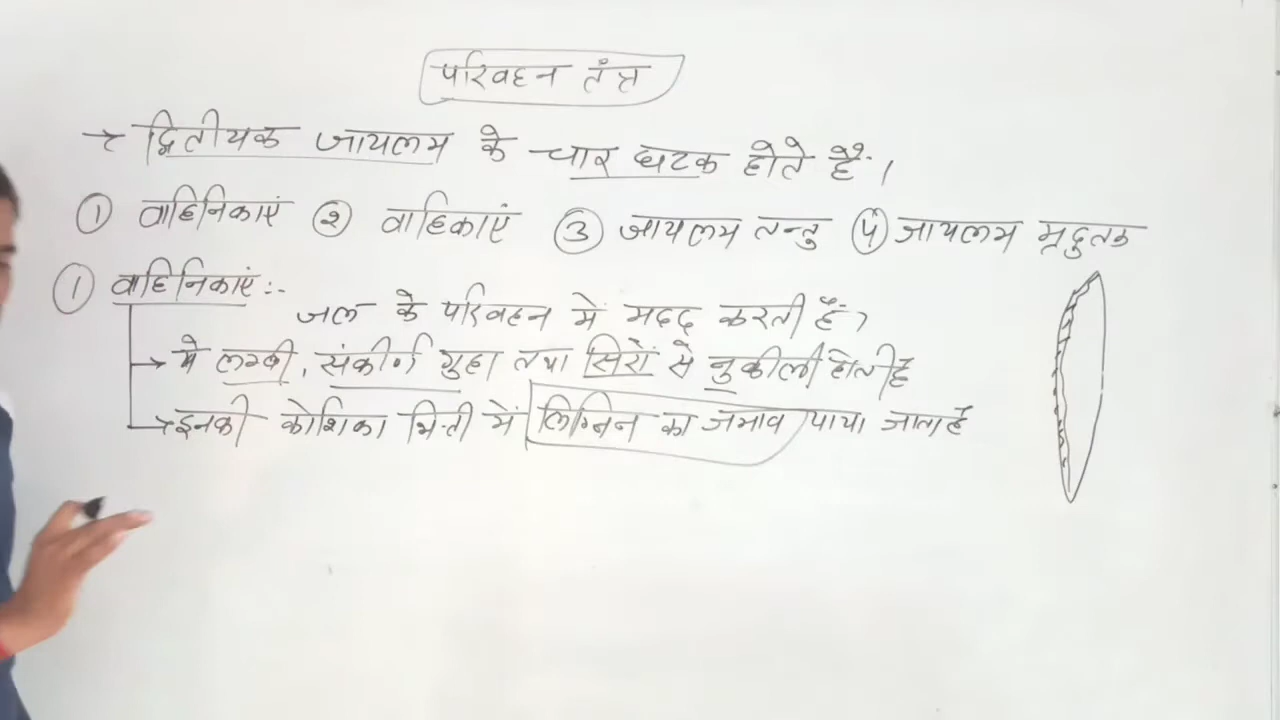 परिवहन तंत्र
→ द्वितीयक जायलम के चार घटक होते हैं।
① वाहिनिकाएं ② वाहिकाएं ③ जायलम तन्तु ④ जायलम मृदुतक
① वाहिनिकाएं :-
जल के परिवहन में मदद करती हैं,
→ ये लम्बी, संकीर्ण गुहा तथा सिरों से नुकीली होती है
→ इनकी कोशिका भित्ती में लिग्निन का जमाव पाया जाता है